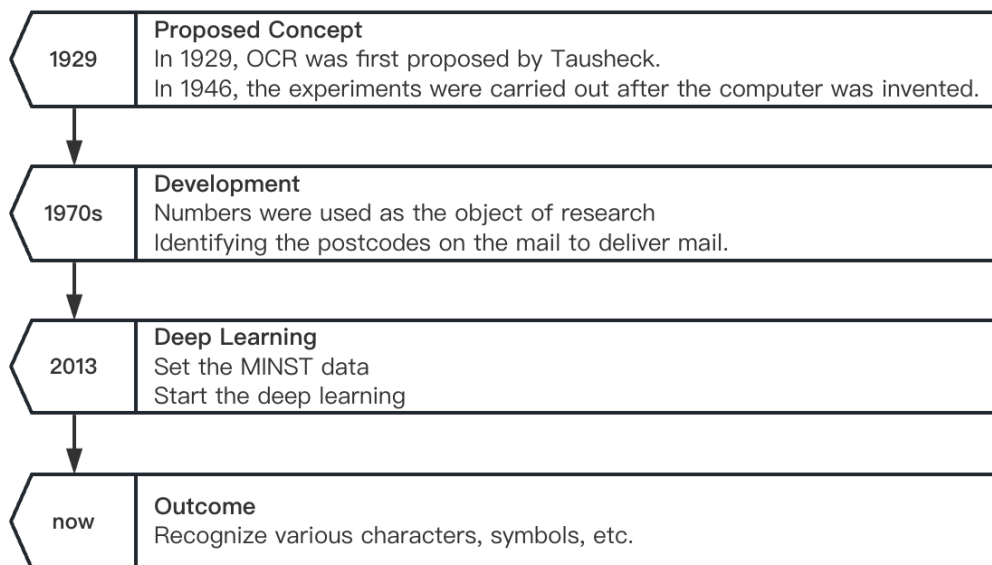 1929
Proposed Concept
In 1929, OCR was first proposed by Tausheck.
In 1946, the experiments were carried out after the computer was invented.
1970s
Development
Numbers were used as the object of research
Identifying the postcodes on the mail to deliver mail.
2013
Deep Learning
Set the MINST data
Start the deep learning
now
Outcome
Recognize various characters, symbols, etc.